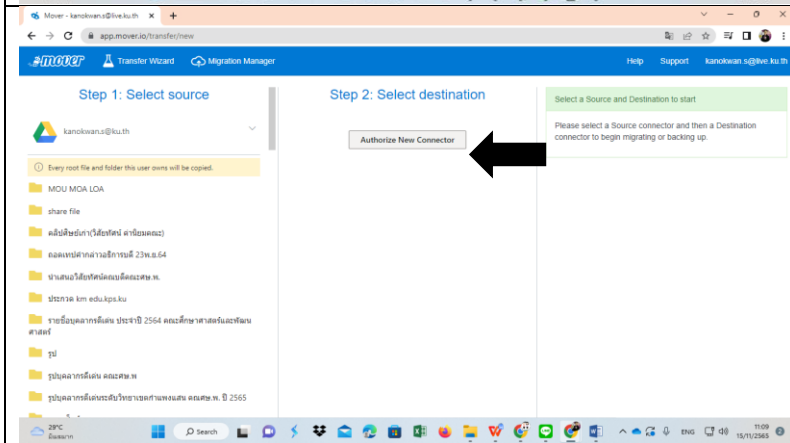 Mover - kanokwan.s@live.ku.th
app.mover.io/transfer/new
mover
Transfer Wizard
Migration Manager
Help
Support
kanokwan.s@live.ku.th
Step 1: Select source
Step 2: Select destination
Select a Source and Destination to start
kanokwan.s@ku.th
Authorize New Connector
Please select a Source connector and then a Destination
connector to begin migrating or backing up.
Every root file and folder this user owns will be copied.
MOU MOA LOA
share file
คลิปศิษย์เก่า(วิสัยทัศน์ ค่านิยมคณะ)
ถอดเทปคำกล่าวอธิการบดี 23พ.ย.64
นำเสนอวิสัยทัศน์คณบดีคณะศษ.พ.
ประกวด km edu.kps.ku
รายชื่อบุคลากรดีเด่น ประจำปี 2564 คณะศึกษาศาสตร์และพัฒน
ศาสตร์
รูป
รูปบุคลากรดีเด่น คณะศษ.พ
รูปบุคลากรดีเด่นระดับวิทยาเขตกำแพงแสน คณศษ.พ. ปี 2565
29°C
Search
ENG
11:09
15/11/2565